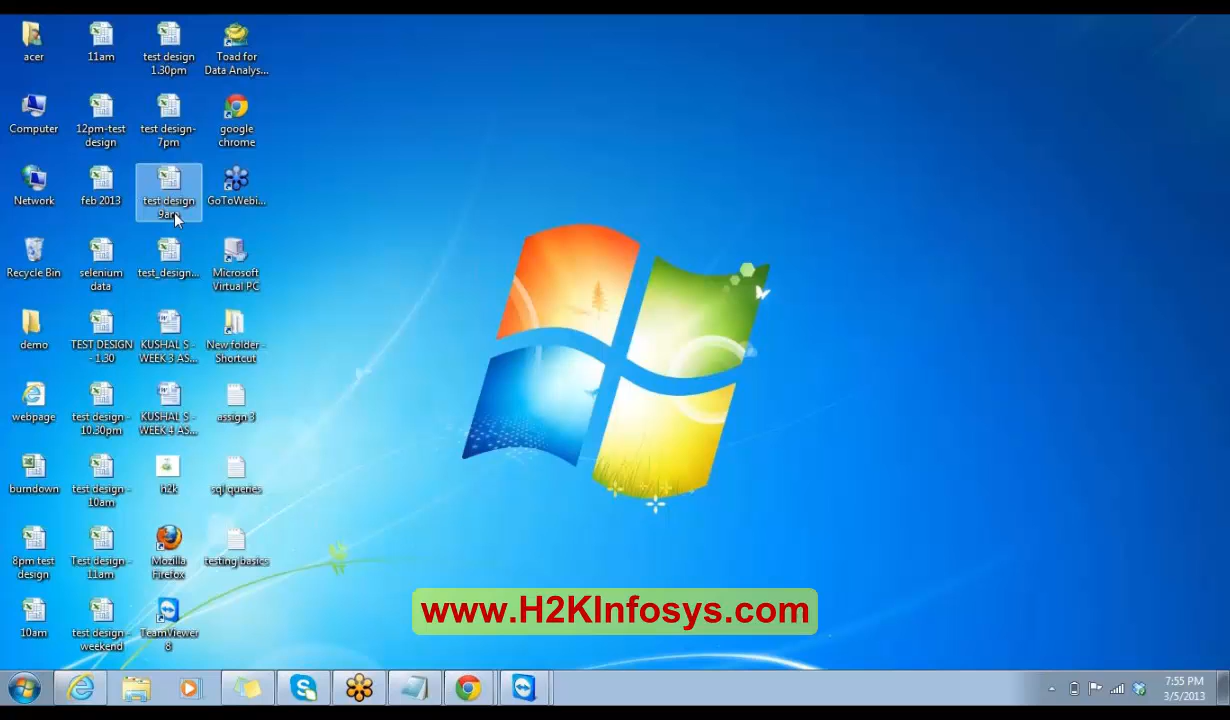 acer
11am
test design
1.30pm
Toad for
Data Analys...
Computer
12pm-test
design
test design-
7pm
google
chrome
Network
feb 2013
test design
9am
GoToWebi...
Recycle Bin
selenium
data
test_design...
Microsoft
Virtual PC
demo
TEST DESIGN
- 1.30
KUSHAL S -
WEEK 3 AS...
New folder -
Shortcut
webpage
test design -
10.30pm
KUSHAL S -
WEEK 4 AS...
assign 3
burndown
test design -
10am
h2k
sql queries
8pm test
design
Test design -
11am
Mozilla
Firefox
testing basics
10am
test design -
weekend
TeamViewer
8
www.H2KInfosys.com
7:55 PM
3/5/2013